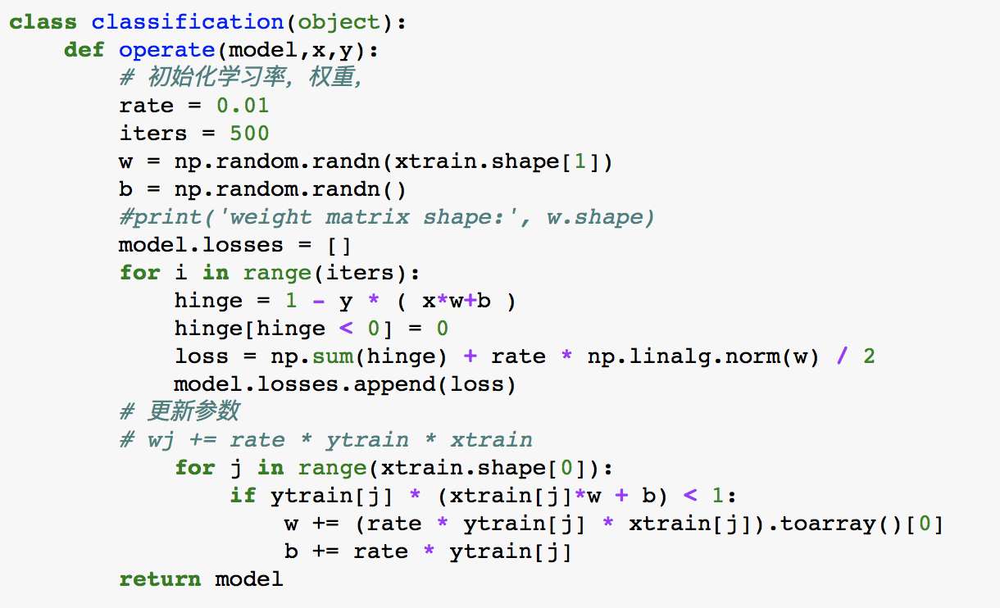 class classification(object):
    def operate(model,x,y):
        # 初始化学习率，权重，
        rate = 0.01
        iters = 500
        w = np.random.randn(xtrain.shape[1])
        b = np.random.randn()
        #print('weight matrix shape:', w.shape)
        model.losses = []
        for i in range(iters):
            hinge = 1 - y * ( x*w+b )
            hinge[hinge < 0] = 0
            loss = np.sum(hinge) + rate * np.linalg.norm(w) / 2
            model.losses.append(loss)
        # 更新参数
        # wj += rate * ytrain * xtrain
            for j in range(xtrain.shape[0]):
                if ytrain[j] * (xtrain[j]*w + b) < 1:
                    w += (rate * ytrain[j] * xtrain[j]).toarray()[0]
                    b += rate * ytrain[j]
        return model